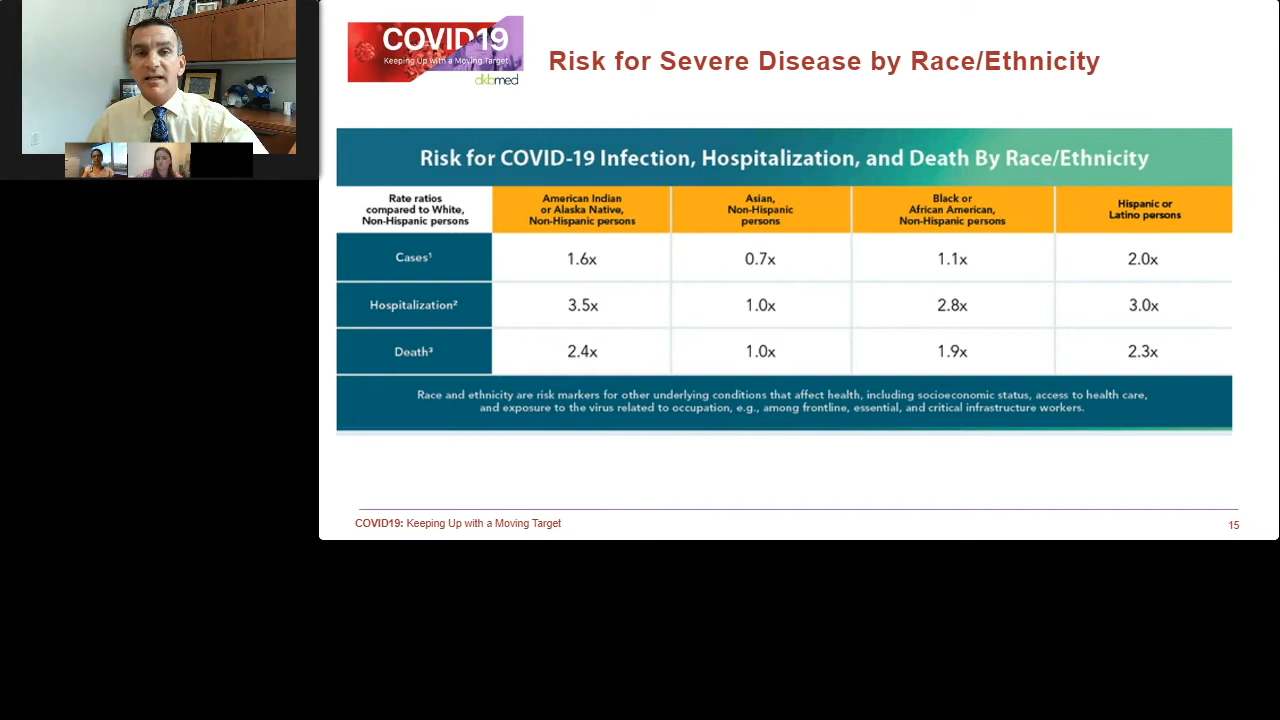 COVID19
Keeping Up with a Moving Target
dkbmed
Risk for Severe Disease by Race/Ethnicity
Risk for COVID-19 Infection, Hospitalization, and Death By Race/Ethnicity
Rate ratios
compared to White,
Non-Hispanic persons
American Indian
or Alaska Native,
Non-Hispanic persons
Asian,
Non-Hispanic
persons
Black or
African American,
Non-Hispanic persons
Hispanic or
Latino persons
Cases¹ 1.6x 0.7x 1.1x 2.0x
Hospitalization² 3.5x 1.0x 2.8x 3.0x
Death³ 2.4x 1.0x 1.9x 2.3x
Race and ethnicity are risk markers for other underlying conditions that affect health, including socioeconomic status, access to health care,
and exposure to the virus related to occupation, e.g., among frontline, essential, and critical infrastructure workers.
COVID19: Keeping Up with a Moving Target
15